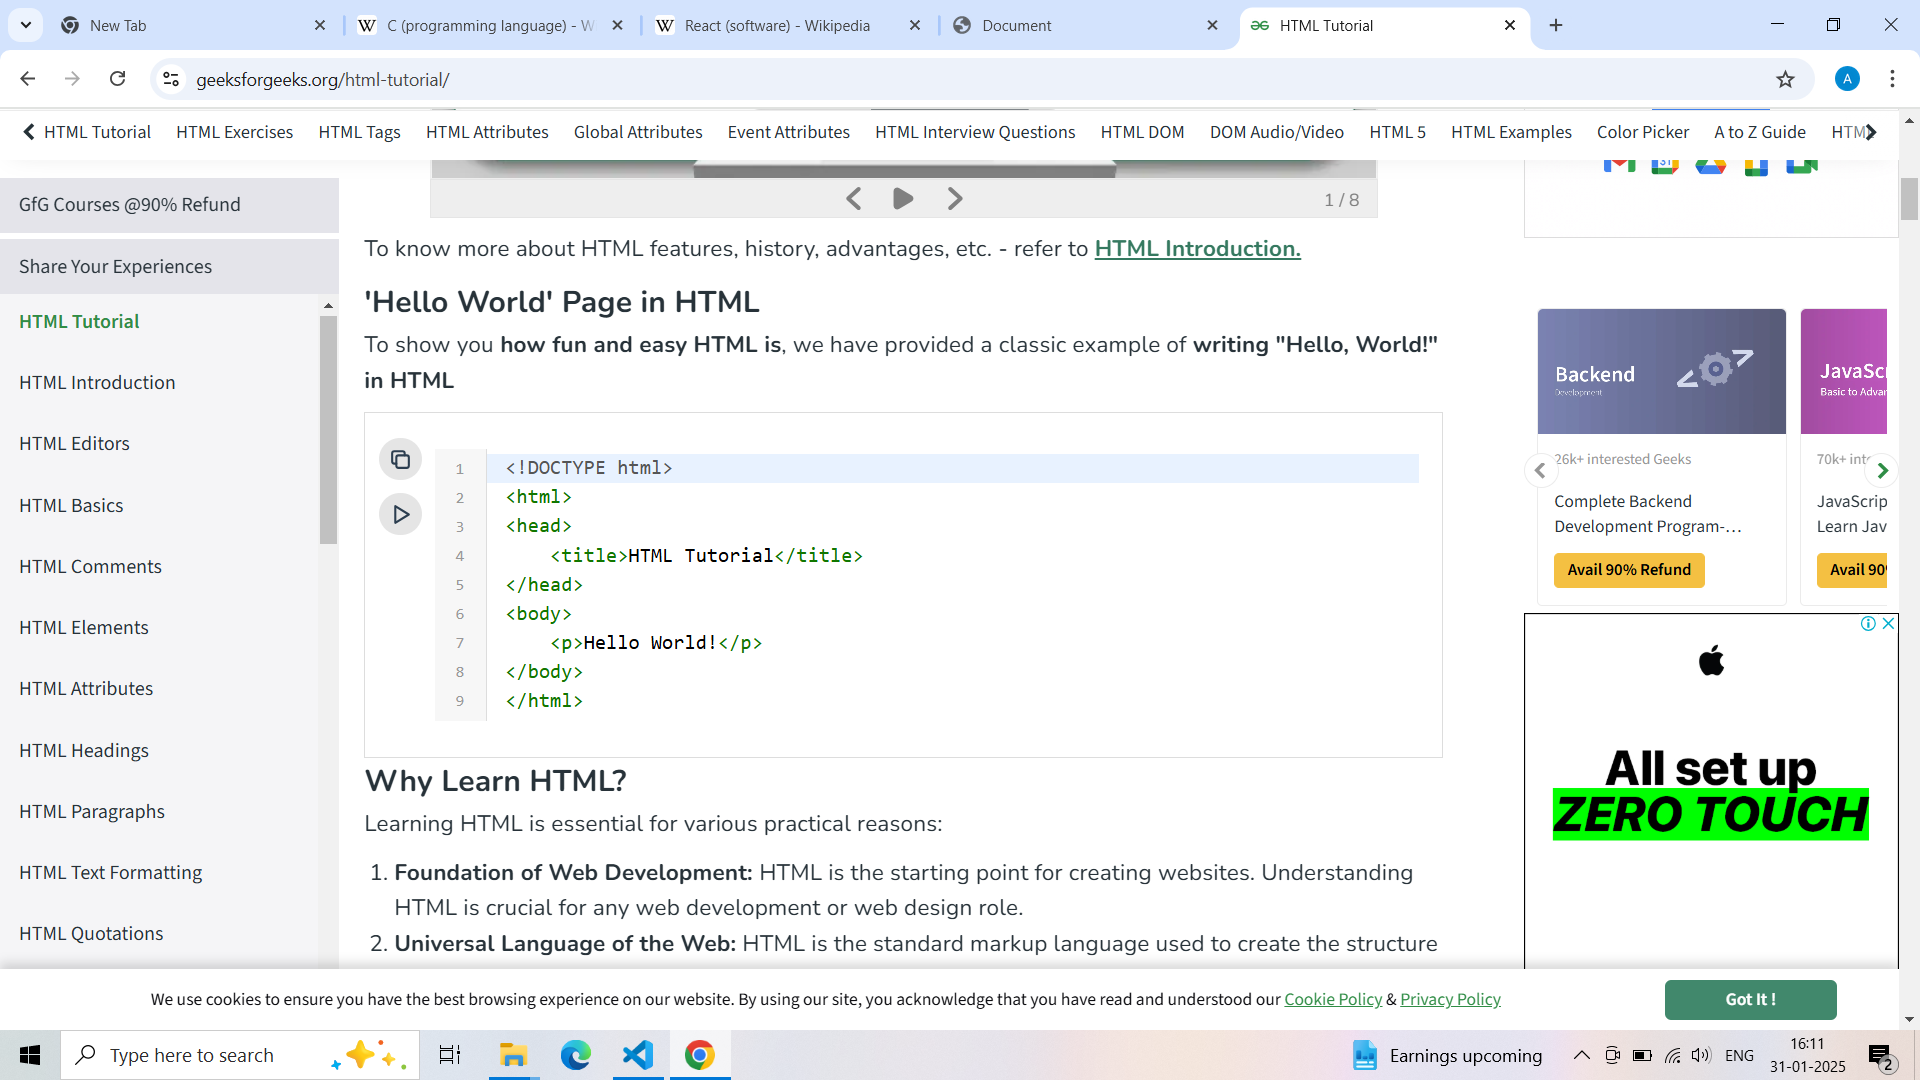 New Tab
C (programming language) - W
React (software) - Wikipedia
Document
HTML Tutorial
geeksforgeeks.org/html-tutorial/
A
HTML Tutorial
HTML Exercises
HTML Tags
HTML Attributes
Global Attributes
Event Attributes
HTML Interview Questions
HTML DOM
DOM Audio/Video
HTML 5
HTML Examples
Color Picker
A to Z Guide
HTM
GfG Courses @90% Refund
Share Your Experiences
HTML Tutorial
HTML Introduction
HTML Editors
HTML Basics
HTML Comments
HTML Elements
HTML Attributes
HTML Headings
HTML Paragraphs
HTML Text Formatting
HTML Quotations
1 / 8
To know more about HTML features, history, advantages, etc. - refer to HTML Introduction.
'Hello World' Page in HTML
To show you how fun and easy HTML is, we have provided a classic example of writing "Hello, World!"
in HTML
1 <!DOCTYPE html>
2 <html>
3 <head>
4     <title>HTML Tutorial</title>
5 </head>
6 <body>
7     <p>Hello World!</p>
8 </body>
9 </html>
Why Learn HTML?
Learning HTML is essential for various practical reasons:
1. Foundation of Web Development: HTML is the starting point for creating websites. Understanding
HTML is crucial for any web development or web design role.
2. Universal Language of the Web: HTML is the standard markup language used to create the structure
31
Backend
Development
26k+ interested Geeks
Complete Backend
Development Program-...
Avail 90% Refund
JavaScr
Basic to Advan
70k+ inte
JavaScrip
Learn Jav
Avail 90
All set up
ZERO TOUCH
We use cookies to ensure you have the best browsing experience on our website. By using our site, you acknowledge that you have read and understood our Cookie Policy & Privacy Policy
Got It !
Type here to search
Earnings upcoming
ENG
16:11
31-01-2025
2